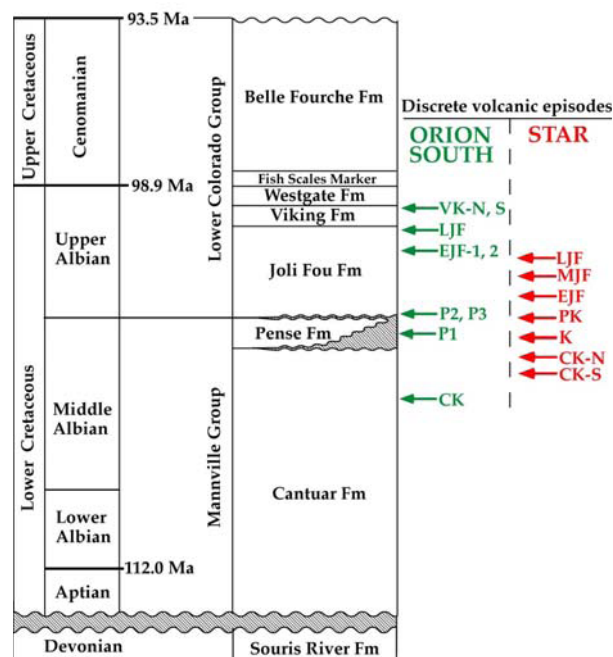 93.5 Ma
Upper Cretaceous
Cenomanian
Lower Colorado Group
Belle Fourche Fm
Discrete volcanic episodes
ORION
SOUTH
STAR
Fish Scales Marker
98.9 Ma
Westgate Fm
Viking Fm
VK-N, S
LJF
EJF-1, 2
Upper
Albian
Joli Fou Fm
LJF
MJF
EJF
P2, P3
PK
Pense Fm
P1
K
CK-N
CK-S
CK
Lower Cretaceous
Middle
Albian
Mannville Group
Cantuar Fm
Lower
Albian
112.0 Ma
Aptian
Devonian
Souris River Fm